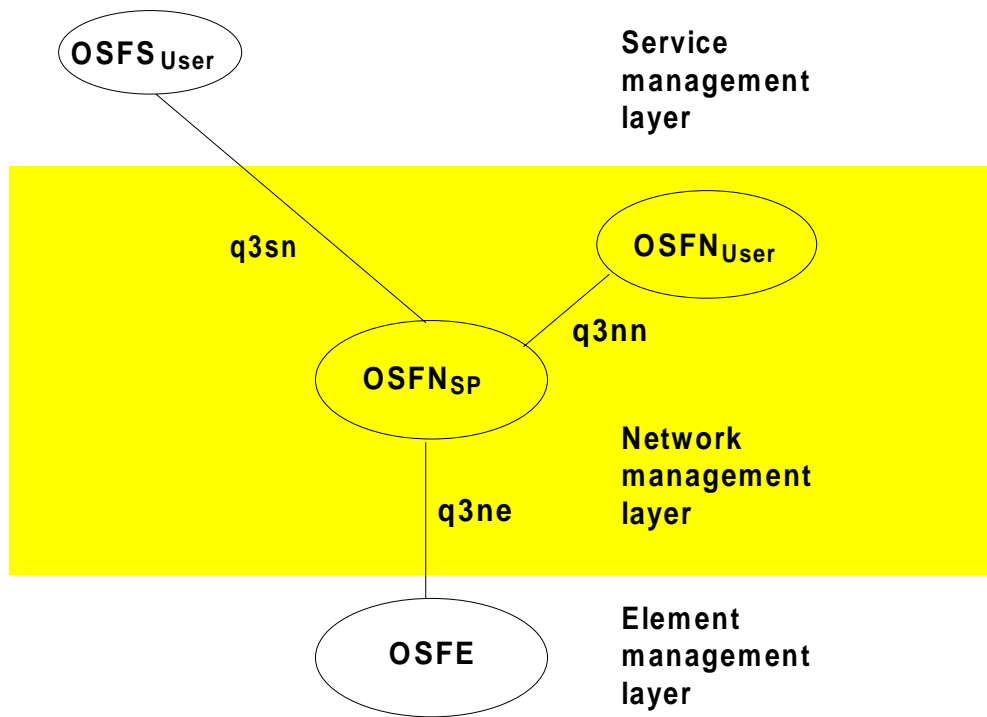 OSFS User
Service
management
layer
q3sn
OSFN User
q3nn
OSFN SP
Network
management
layer
q3ne
OSFE
Element
management
layer